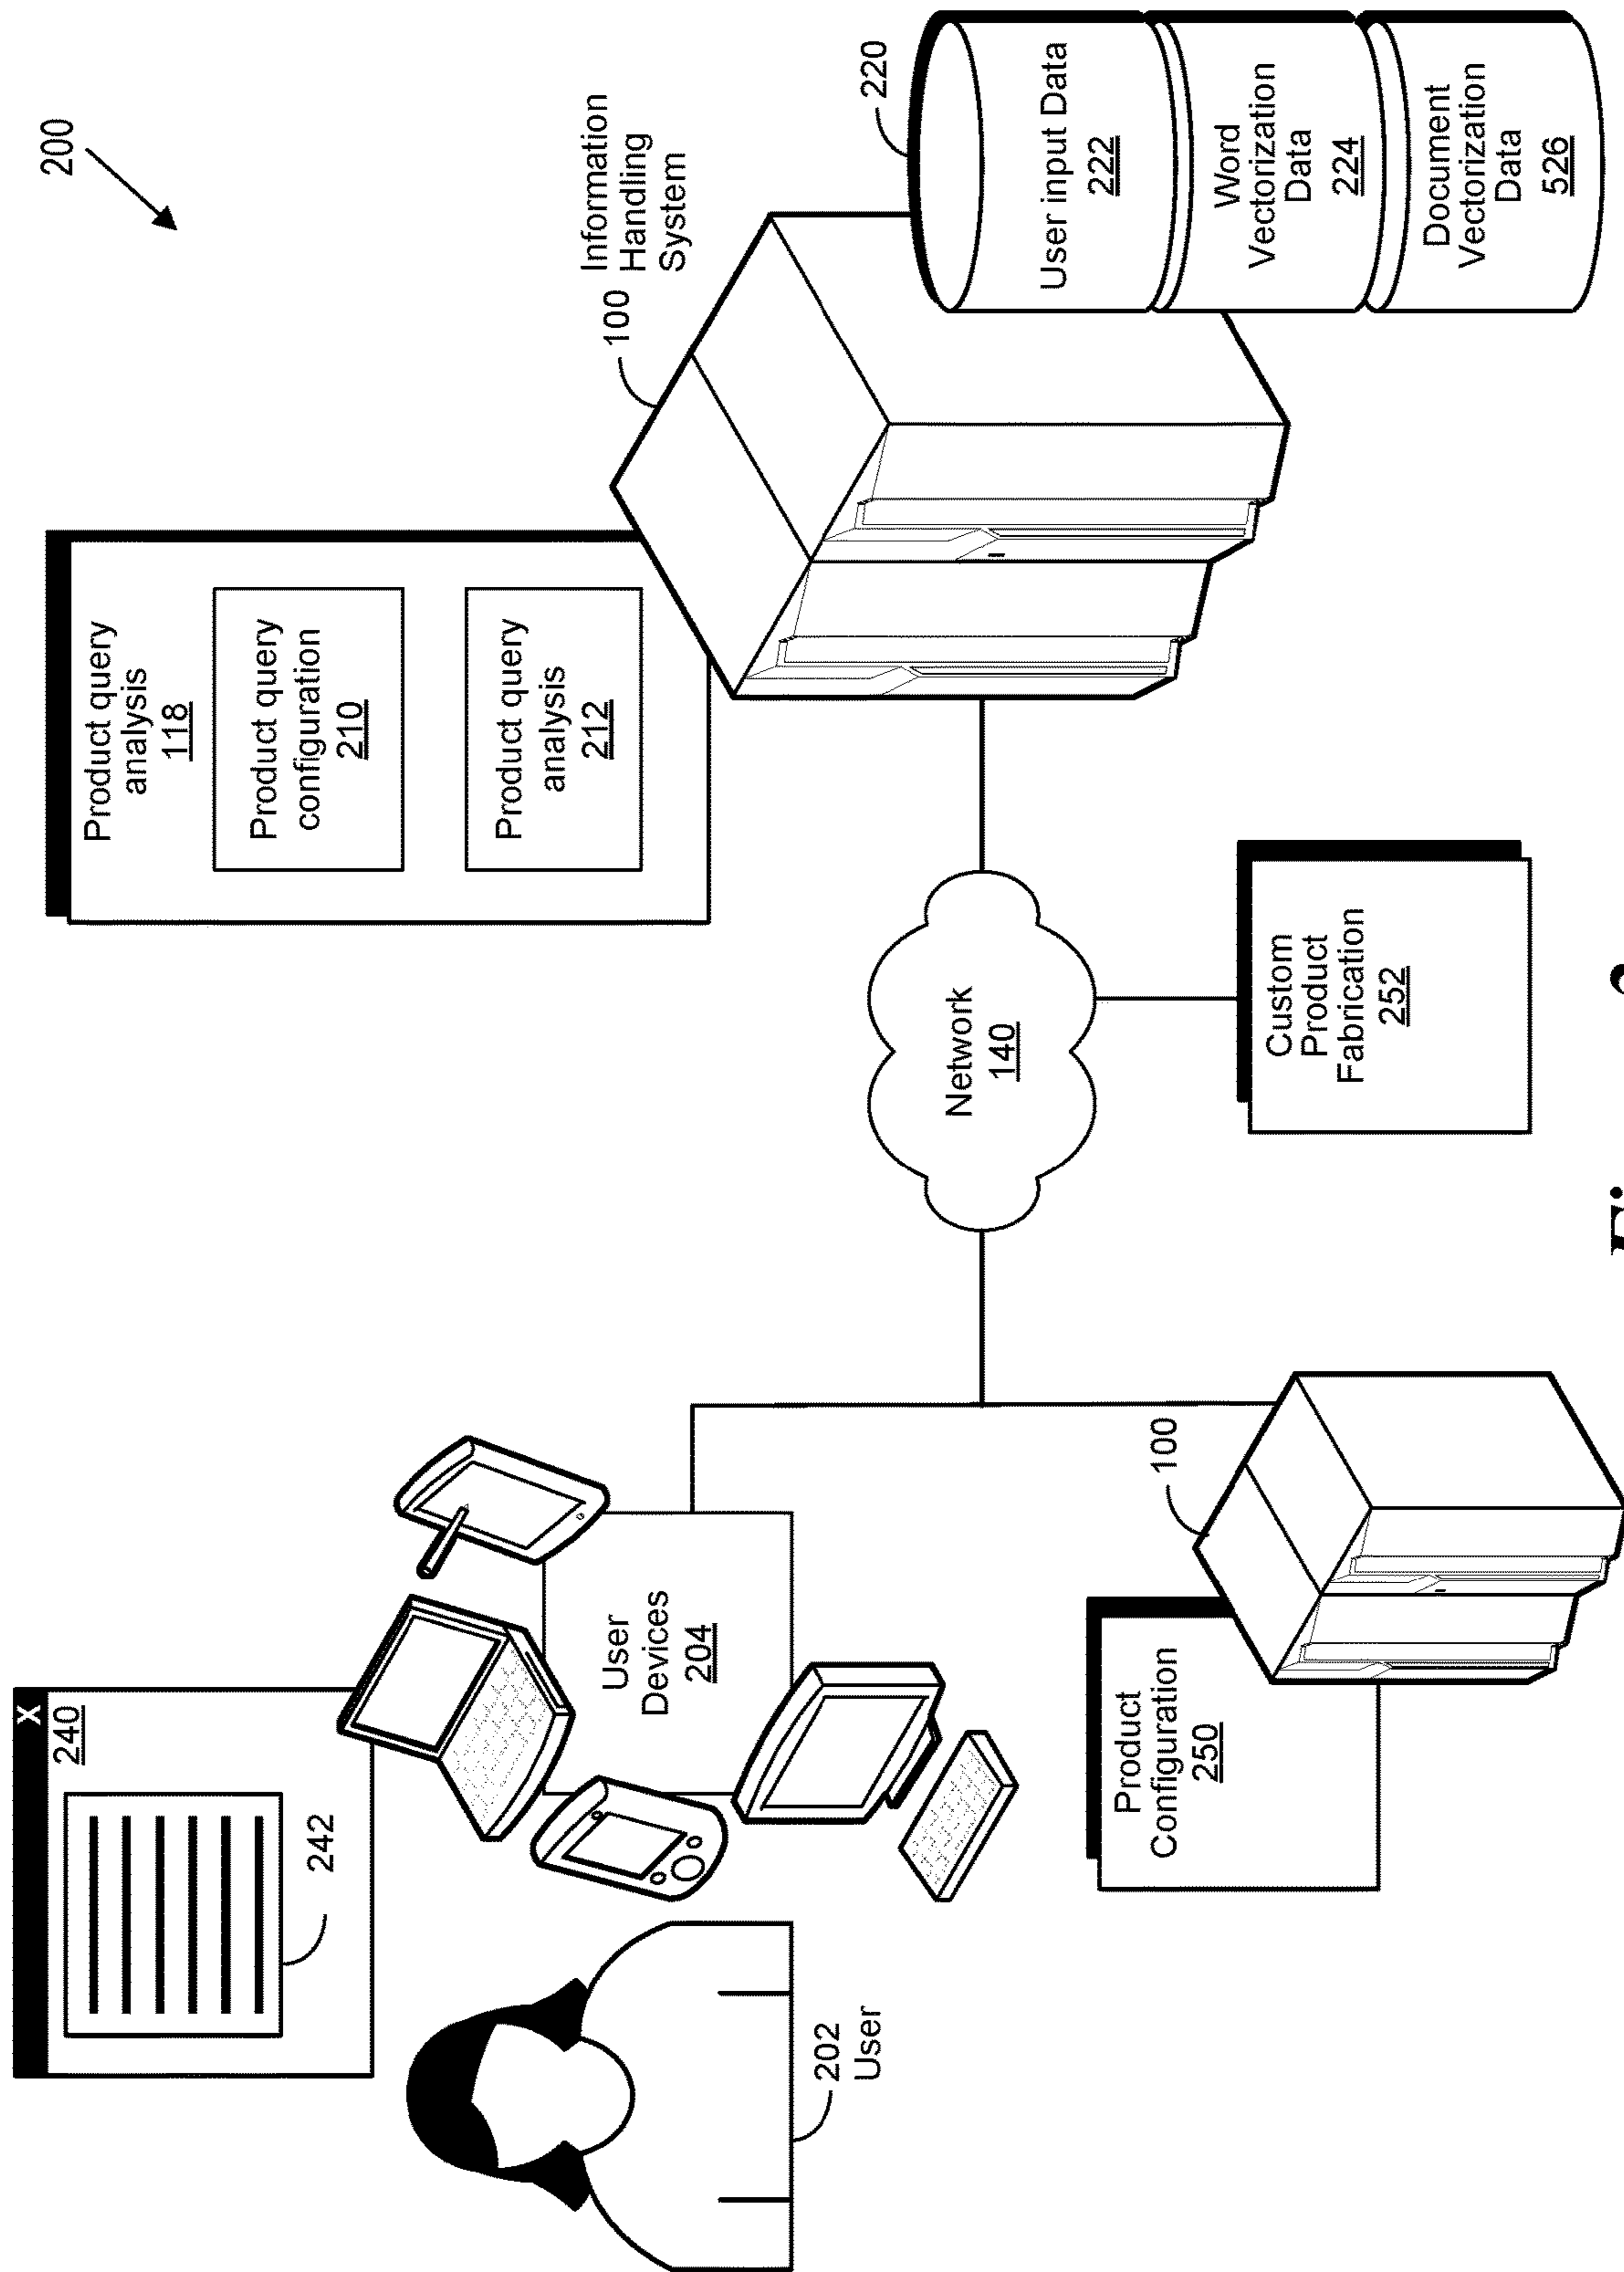 200
X
240
242
Product query
analysis
118
Product query
configuration
210
Product query
analysis
212
Information
Handling
System
100
User
Devices
204
202
User
220
User input Data
222
Word
Vectorization
Data
224
Document
Vectorization
Data
526
Network
140
Product
Configuration
250
100
Custom
Product
Fabrication
252